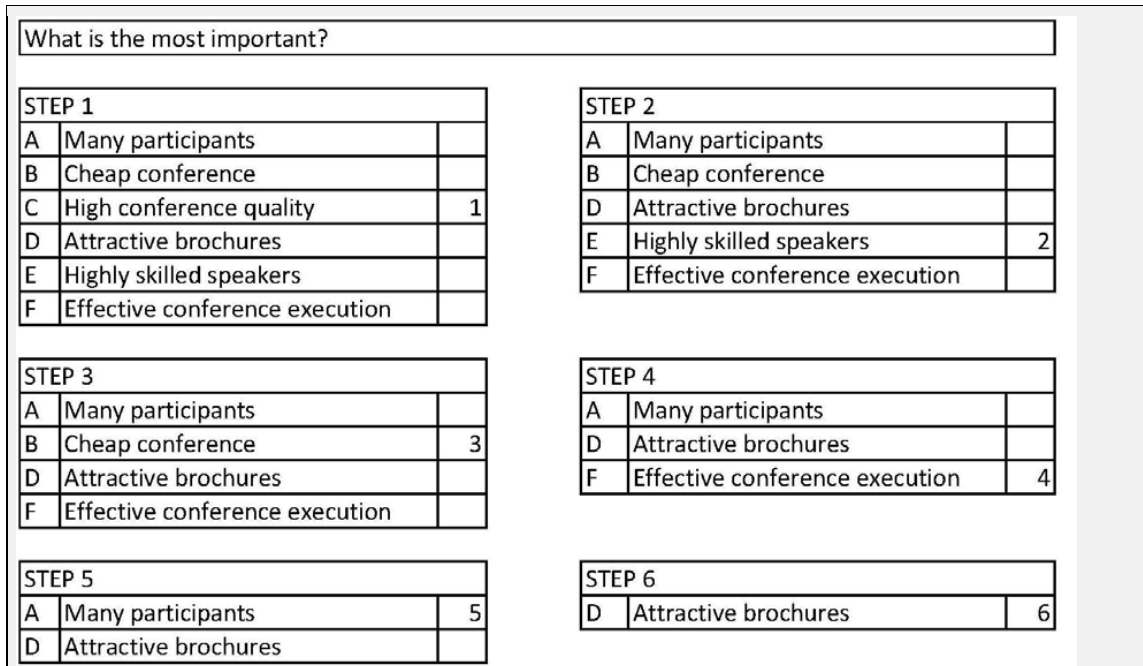 What is the most important?
STEP 1
A Many participants
B Cheap conference
C High conference quality 1
D Attractive brochures
E Highly skilled speakers
F Effective conference execution
STEP 2
A Many participants
B Cheap conference
D Attractive brochures
E Highly skilled speakers 2
F Effective conference execution
STEP 3
A Many participants
B Cheap conference 3
D Attractive brochures
F Effective conference execution
STEP 4
A Many participants
D Attractive brochures
F Effective conference execution 4
STEP 5
A Many participants 5
D Attractive brochures
STEP 6
D Attractive brochures 6